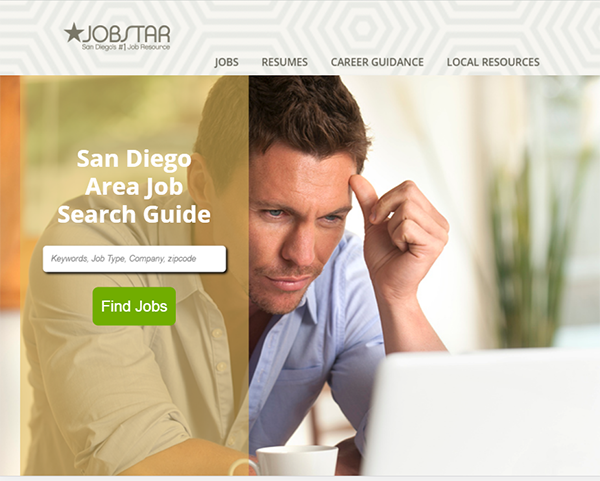 JOBSTAR
San Diego's #1 Job Resource
JOBS RESUMES CAREER GUIDANCE LOCAL RESOURCES
San Diego
Area Job
Search Guide
Keywords, Job Type, Company, zipcode
Find Jobs